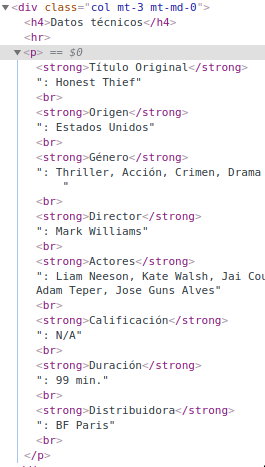 ▼<div class="col mt-3 mt-md-0">
<h4>Datos técnicos</h4>
<hr>
▼<p> == $0
<strong>Título Original</strong>
": Honest Thief"
<br>
<strong>Origen</strong>
": Estados Unidos"
<br>
<strong>Género</strong>
": Thriller, Acción, Crimen, Drama
"
<br>
<strong>Director</strong>
": Mark Williams"
<br>
<strong>Actores</strong>
": Liam Neeson, Kate Walsh, Jai
Adam Teper, Jose Guns Alves"
<br>
<strong>Calificación</strong>
": N/A"
<br>
<strong>Duración</strong>
": 99 min."
<br>
<strong>Distribuidora</strong>
": BF Paris"
<br>
</p>